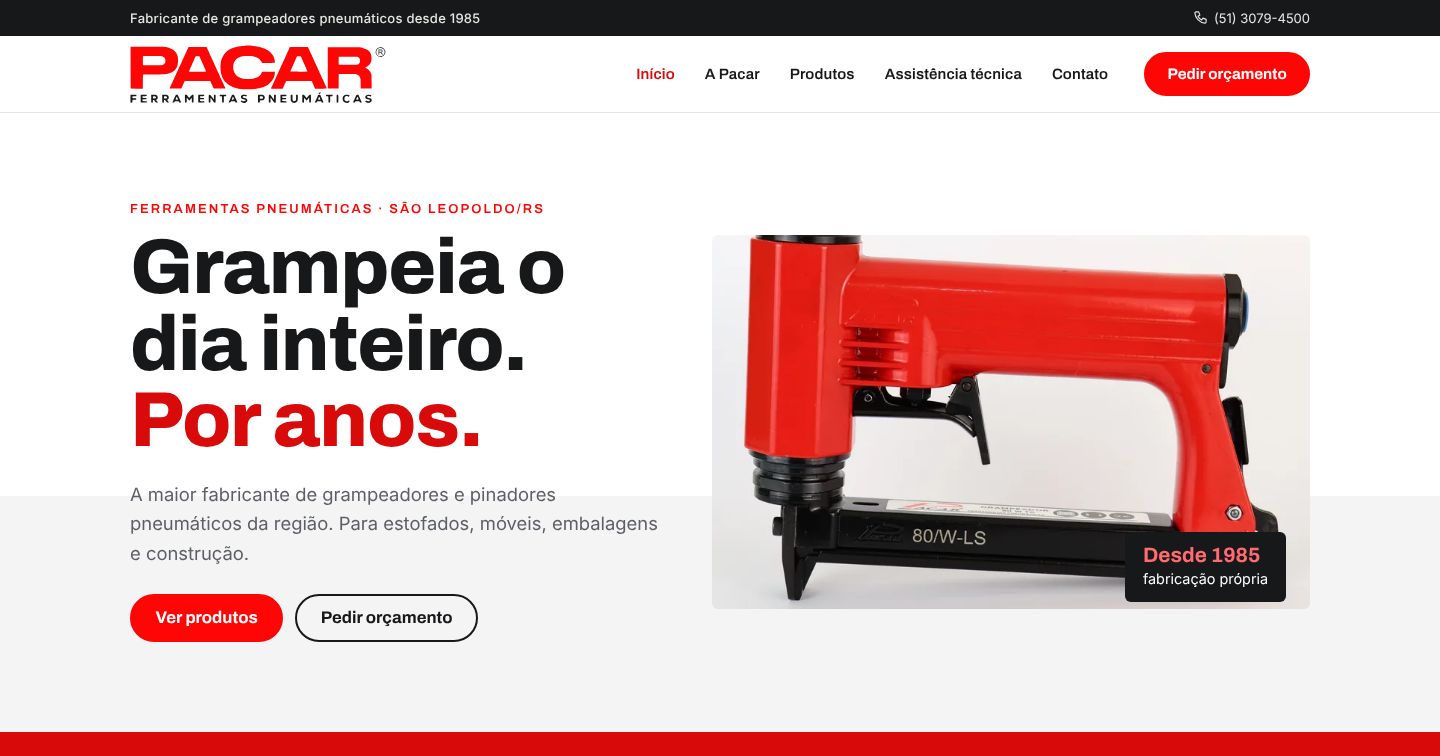 Fabricante de grampeadores pneumáticos desde 1985
(51) 3079-4500
PACAR®
FERRAMENTAS PNEUMÁTICAS
Início
A Pacar
Produtos
Assistência técnica
Contato
Pedir orçamento
FERRAMENTAS PNEUMÁTICAS · SÃO LEOPOLDO/RS
Grampeia o
dia inteiro.
Por anos.
A maior fabricante de grampeadores e pinadores
pneumáticos da região. Para estofados, móveis, embalagens
e construção.
Ver produtos
Pedir orçamento
PACAR
GRAMPEADOR
80/W-LS
Desde 1985
fabricação própria